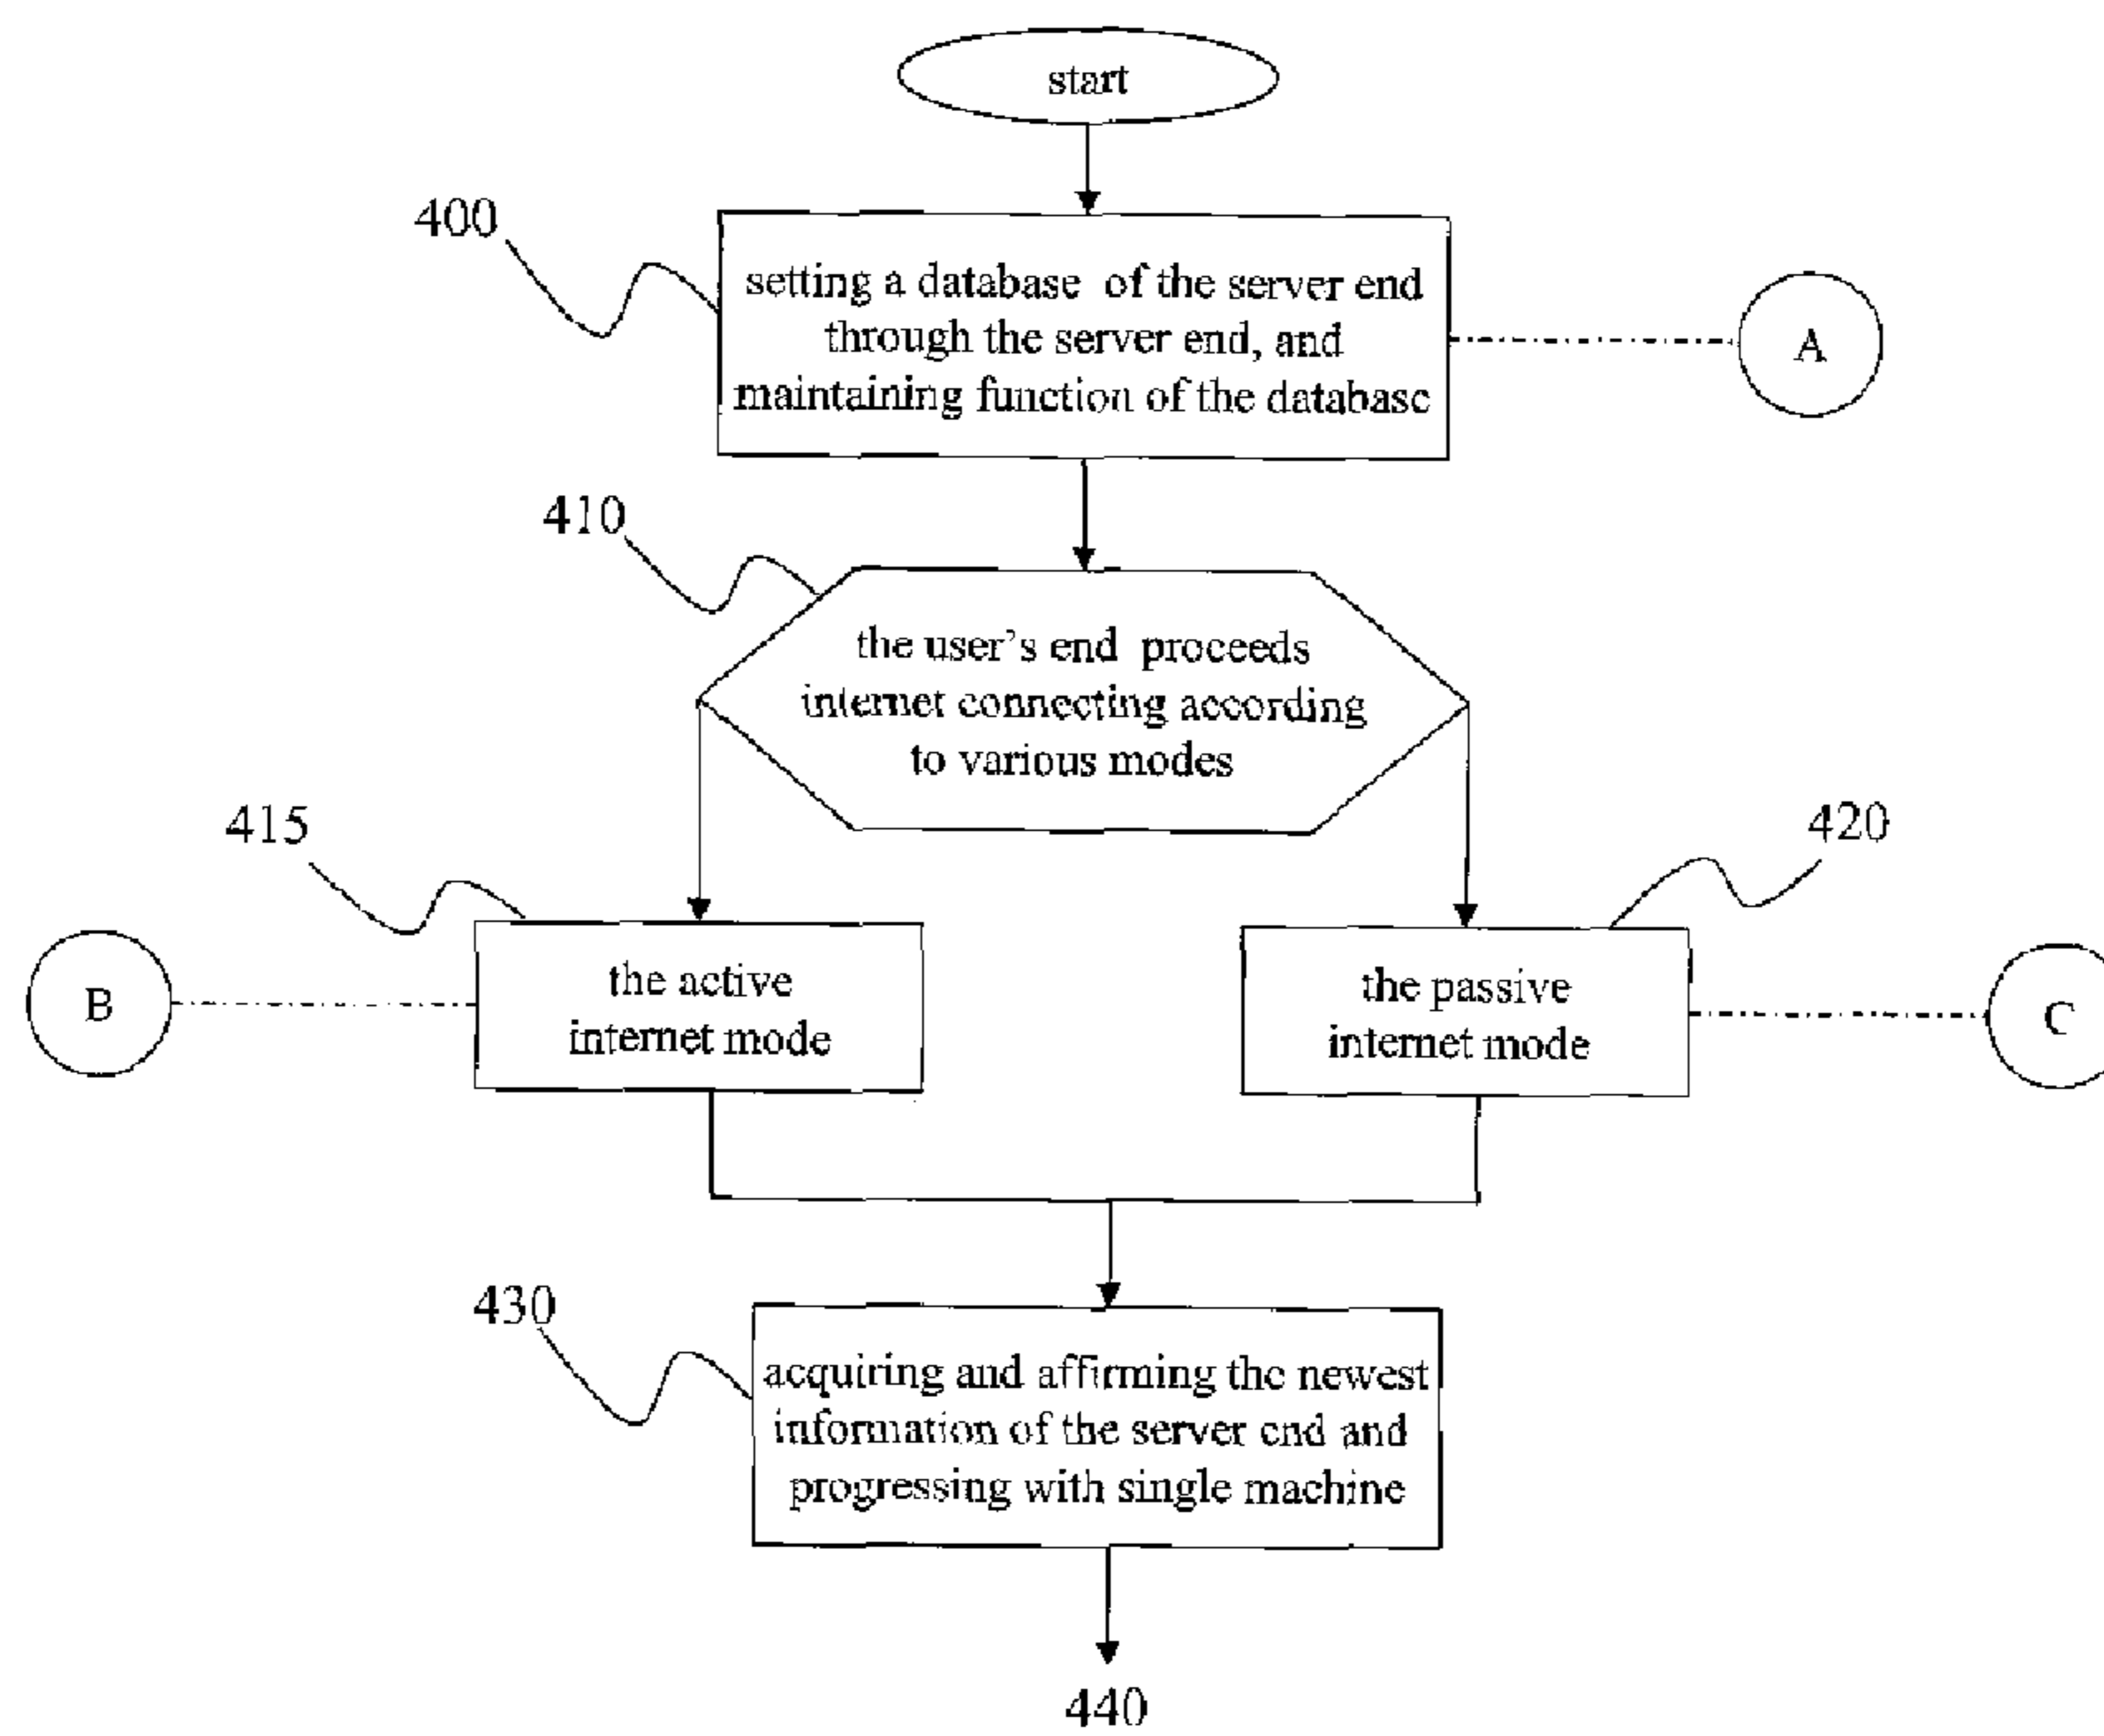 start
400
setting a database of the server end
through the server end, and
maintaining function of the database
A
410
the user's end proceeds
internet connecting according
to various modes
415
420
B
the active
internet mode
the passive
internet mode
C
430
acquiring and affirming the newest
information of the server end and
progressing with single machine
440